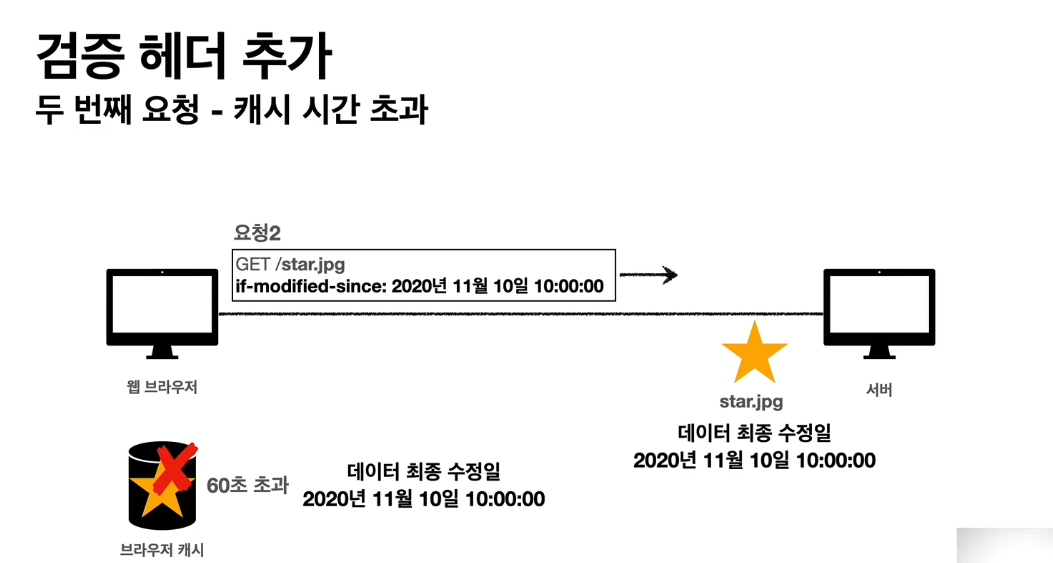 검증 헤더 추가
두 번째 요청 - 캐시 시간 초과
요청2
GET /star.jpg
if-modified-since: 2020년 11월 10일 10:00:00
웹 브라우저
서버
star.jpg
데이터 최종 수정일
2020년 11월 10일 10:00:00
60초 초과
데이터 최종 수정일
2020년 11월 10일 10:00:00
브라우저 캐시